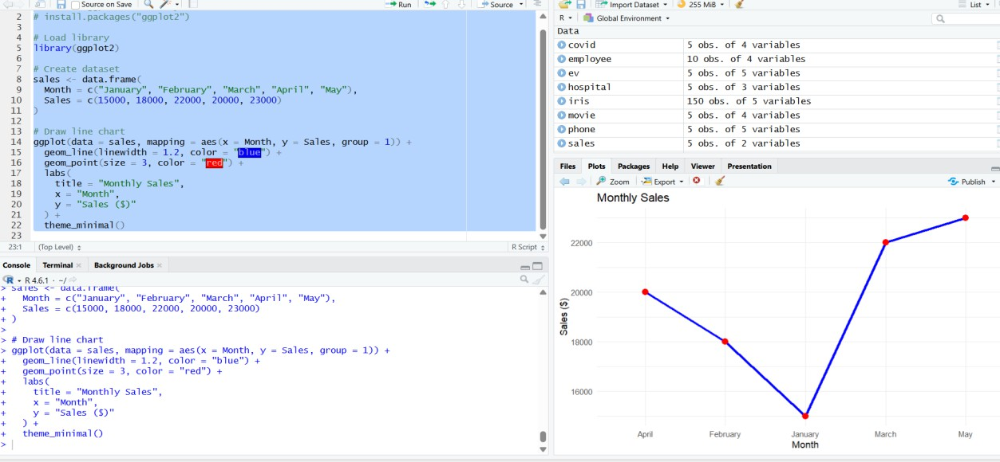 Source on Save
Run
Source
2 # install.packages("ggplot2")
3
4 # Load library
5 library(ggplot2)
6
7 # Create dataset
8 sales <- data.frame(
9 Month = c("January", "February", "March", "April", "May"),
10 Sales = c(15000, 18000, 22000, 20000, 23000)
11 )
12
13 # Draw line chart
14 ggplot(data = sales, mapping = aes(x = Month, y = Sales, group = 1)) +
15 geom_line(linewidth = 1.2, color = "blue") +
16 geom_point(size = 3, color = "red") +
17 labs(
18 title = "Monthly Sales",
19 x = "Month",
20 y = "Sales ($)"
21 ) +
22 theme_minimal()
23
23:1 (Top Level) R Script
Console Terminal Background Jobs
R 4.6.1 · ~/
> sales <- data.frame(
+ Month = c("January", "February", "March", "April", "May"),
+ Sales = c(15000, 18000, 22000, 20000, 23000)
+ )
>
> # Draw line chart
> ggplot(data = sales, mapping = aes(x = Month, y = Sales, group = 1)) +
+ geom_line(linewidth = 1.2, color = "blue") +
+ geom_point(size = 3, color = "red") +
+ labs(
+ title = "Monthly Sales",
+ x = "Month",
+ y = "Sales ($)"
+ ) +
+ theme_minimal()
>
Import Dataset 255 MiB List
R Global Environment
Data
covid 5 obs. of 4 variables
employee 10 obs. of 4 variables
ev 5 obs. of 5 variables
hospital 5 obs. of 3 variables
iris 150 obs. of 5 variables
movie 5 obs. of 4 variables
phone 5 obs. of 5 variables
sales 5 obs. of 2 variables
Files Plots Packages Help Viewer Presentation
Zoom Export Publish
Monthly Sales
22000
20000
18000
16000
Sales ($)
April February January March May
Month